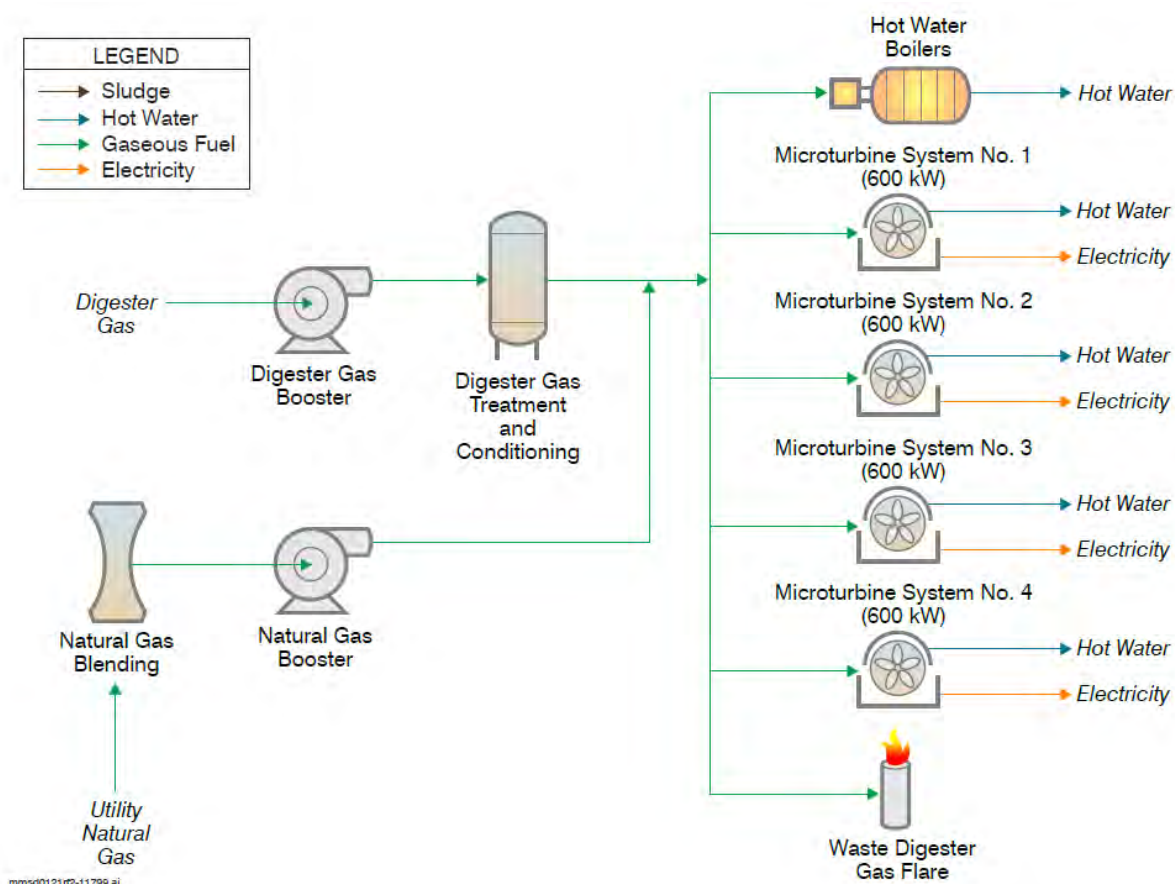 LEGEND
Sludge
Hot Water
Gaseous Fuel
Electricity
Hot Water
Boilers
Hot Water
Microturbine System No. 1
(600 kW)
Hot Water
Electricity
Digester
Gas
Digester Gas
Booster
Digester Gas
Treatment
and
Conditioning
Microturbine System No. 2
(600 kW)
Hot Water
Electricity
Microturbine System No. 3
(600 kW)
Hot Water
Electricity
Natural Gas
Blending
Natural Gas
Booster
Microturbine System No. 4
(600 kW)
Hot Water
Electricity
Utility
Natural
Gas
Waste Digester
Gas Flare